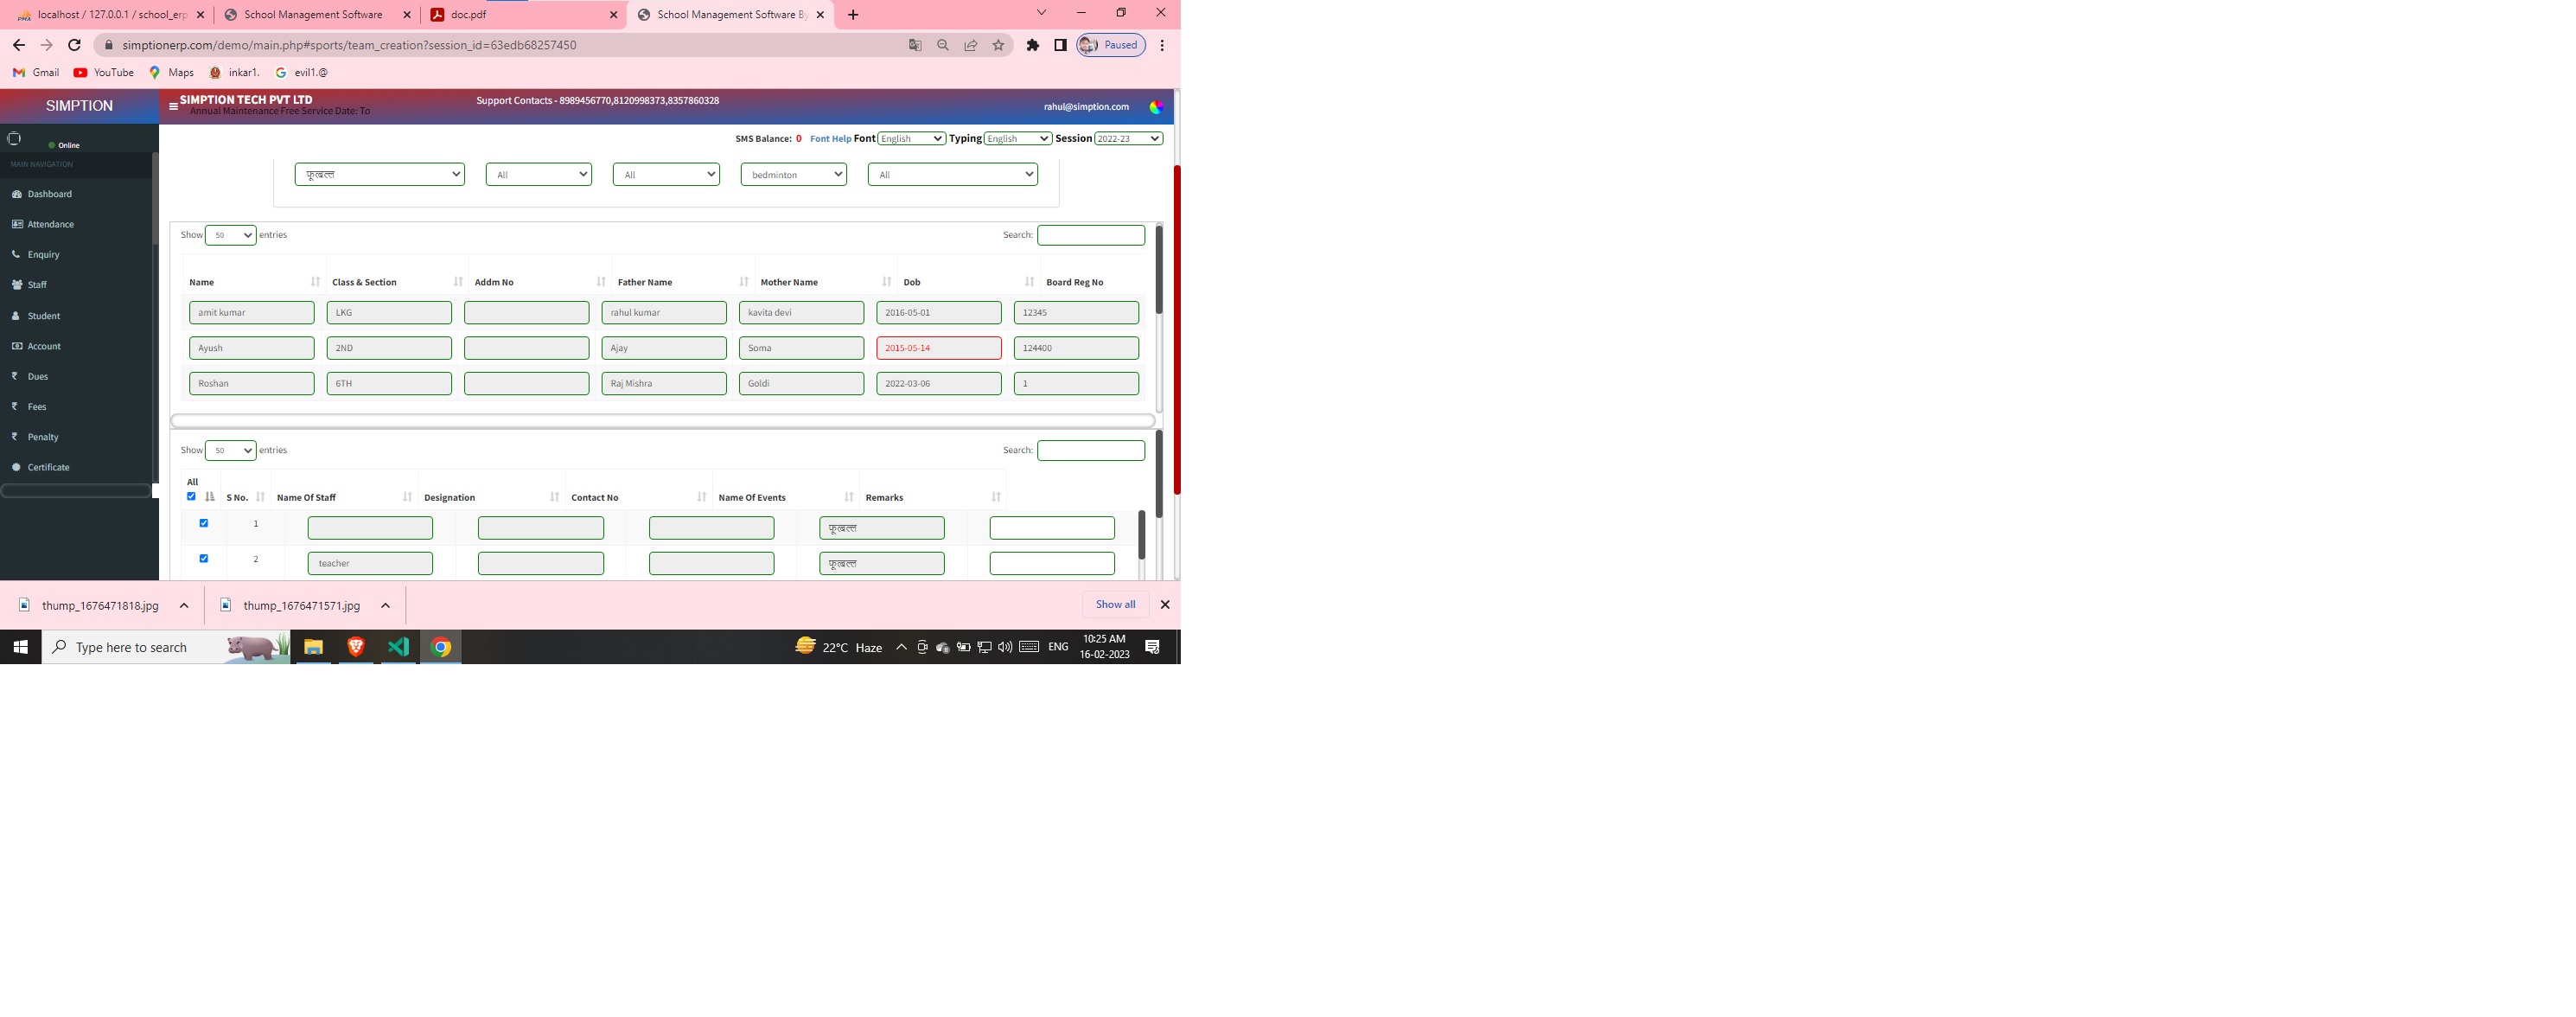 localhost / 127.0.0.1 / school_erp
School Management Software
doc.pdf
School Management Software By
simptionerp.com/demo/main.php#sports/team_creation?session_id=63edb68257450
Paused
Gmail
YouTube
Maps
inkar1.
evil1.@
SIMPTION
SIMPTION TECH PVT LTD
Annual Maintenance Free Service Date: To
Support Contacts - 8989456770,8120998373,8357860328
rahul@simption.com
Online
MAIN NAVIGATION
Dashboard
Attendance
Enquiry
Staff
Student
Account
Dues
Fees
Penalty
Certificate
SMS Balance: 0 Font Help Font English Typing English Session 2022-23
All All bedminton All
Show 50 entries Search:
Name Class & Section Addm No Father Name Mother Name Dob Board Reg No
amit kumar LKG rahul kumar kavita devi 2016-05-01 12345
Ayush 2ND Ajay Soma 2015-05-14 124400
Roshan 6TH Raj Mishra Goldi 2022-03-06 1
Show 50 entries Search:
All
S No. Name Of Staff Designation Contact No Name Of Events Remarks
1
2 teacher
thump_1676471818.jpg
thump_1676471571.jpg
Show all
Type here to search
22°C Haze
ENG
10:25 AM
16-02-2023